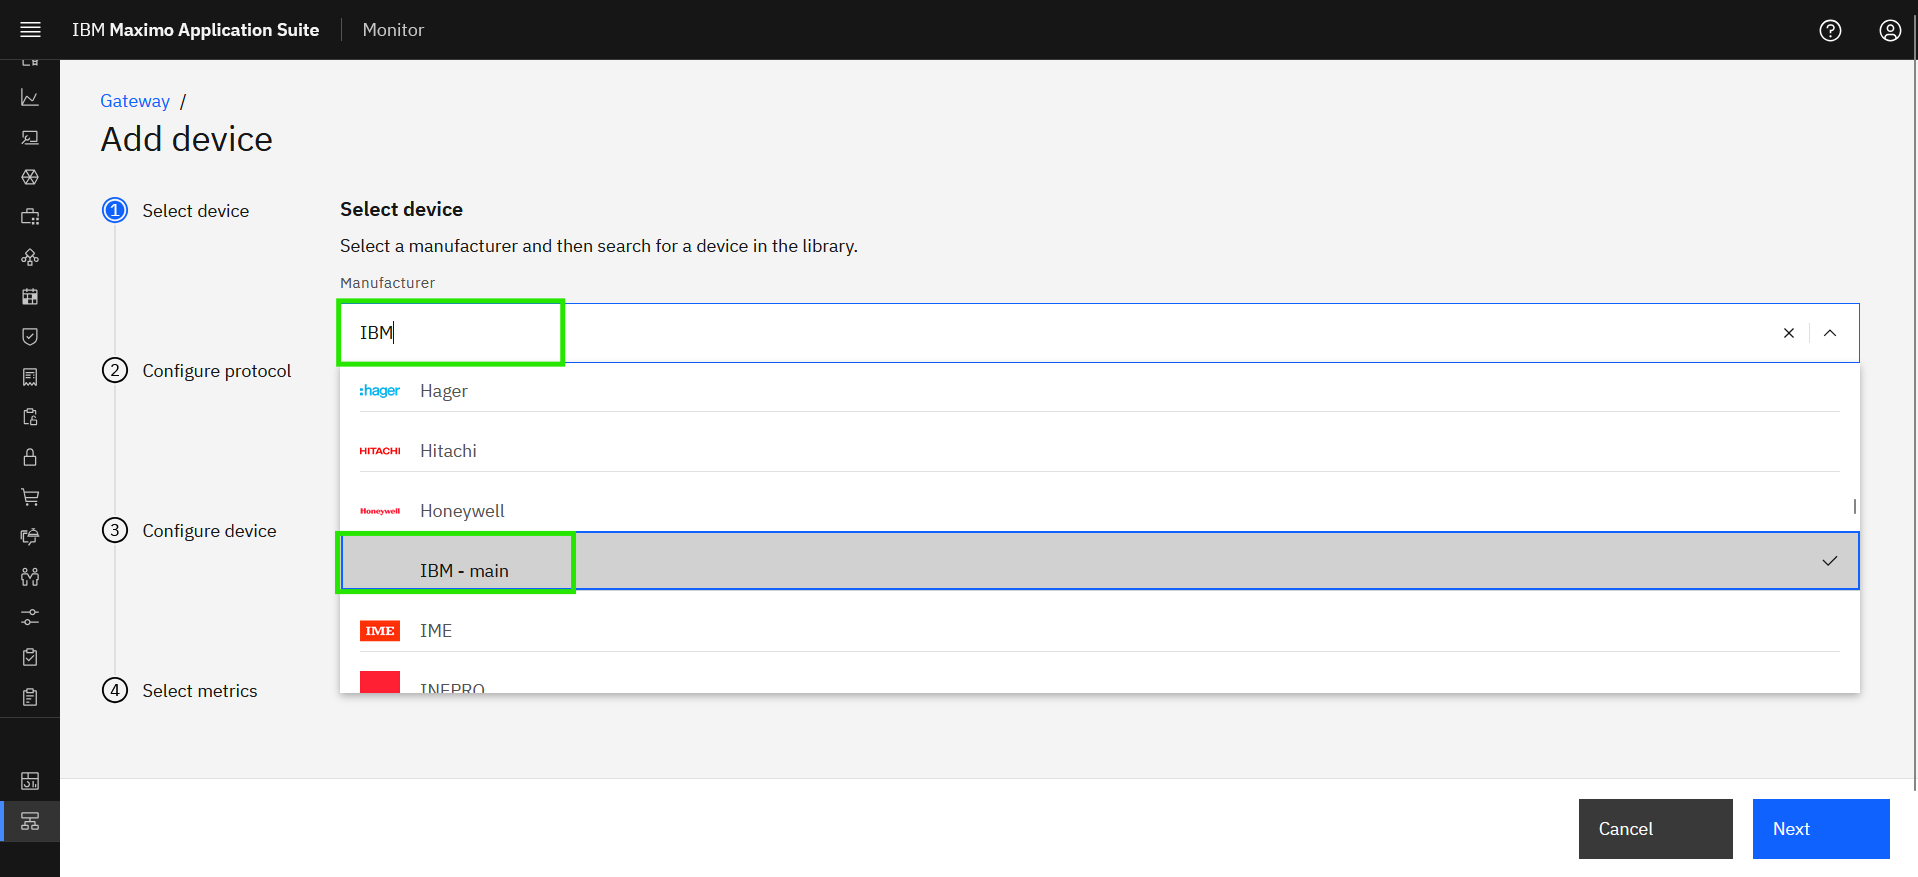 IBM Maximo Application Suite Monitor
Gateway /
Add device
1 Select device
2 Configure protocol
3 Configure device
4 Select metrics
Select device
Select a manufacturer and then search for a device in the library.
Manufacturer
IBM
:hager Hager
HITACHI Hitachi
Honeywell Honeywell
IBM - main
IME IME
INEPRO
Cancel Next